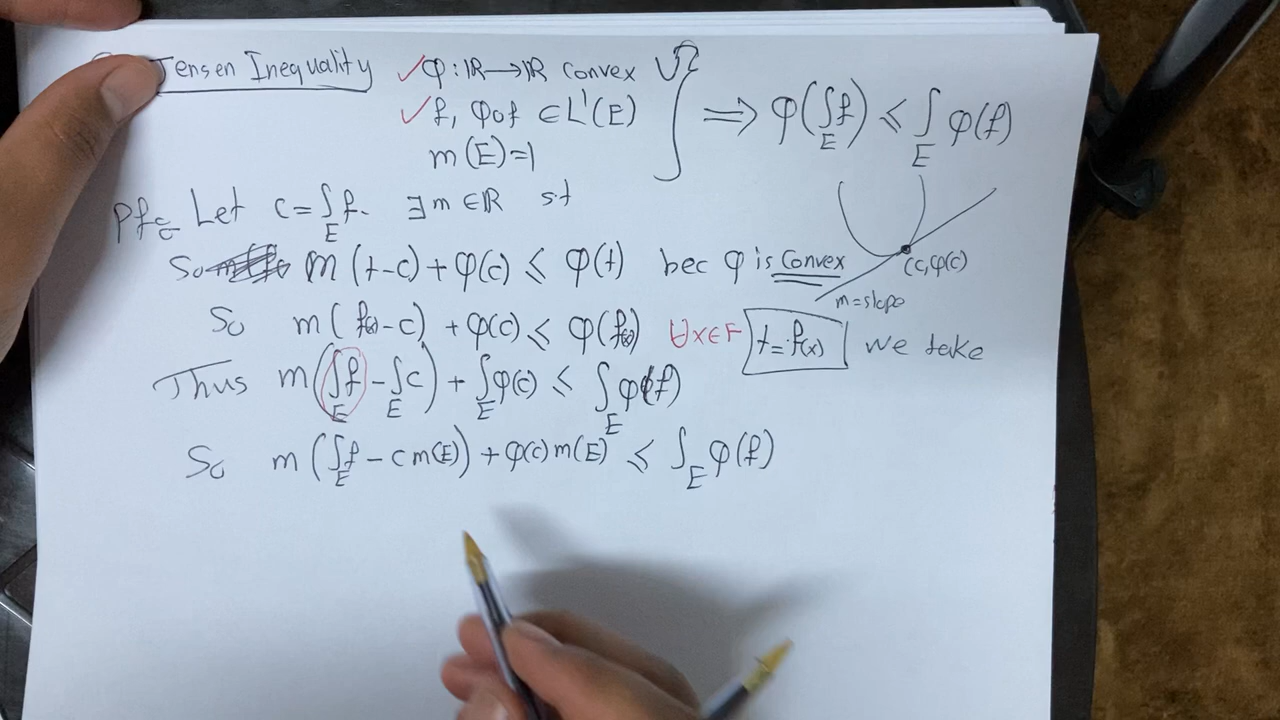 Jensen Inequality ✓ φ : ℝ → ℝ convex
✓ f, φof ∈ L¹(E)
m(E)=1
⟹ φ(∫_E f) ≤ ∫_E φ(f)
Pf: Let c = ∫_E f. ∃ m ∈ ℝ st
So m(t-c) + φ(c) ≤ φ(t) bec φ is convex
(c, φ(c))
m = slope
So m(f(x) - c) + φ(c) ≤ φ(f(x)) ∀x∈E t = f(x) we take
Thus m(∫_E f - ∫_E c) + ∫_E φ(c) ≤ ∫_E φ(f)
So m(∫_E f - c m(E)) + φ(c) m(E) ≤ ∫_E φ(f)